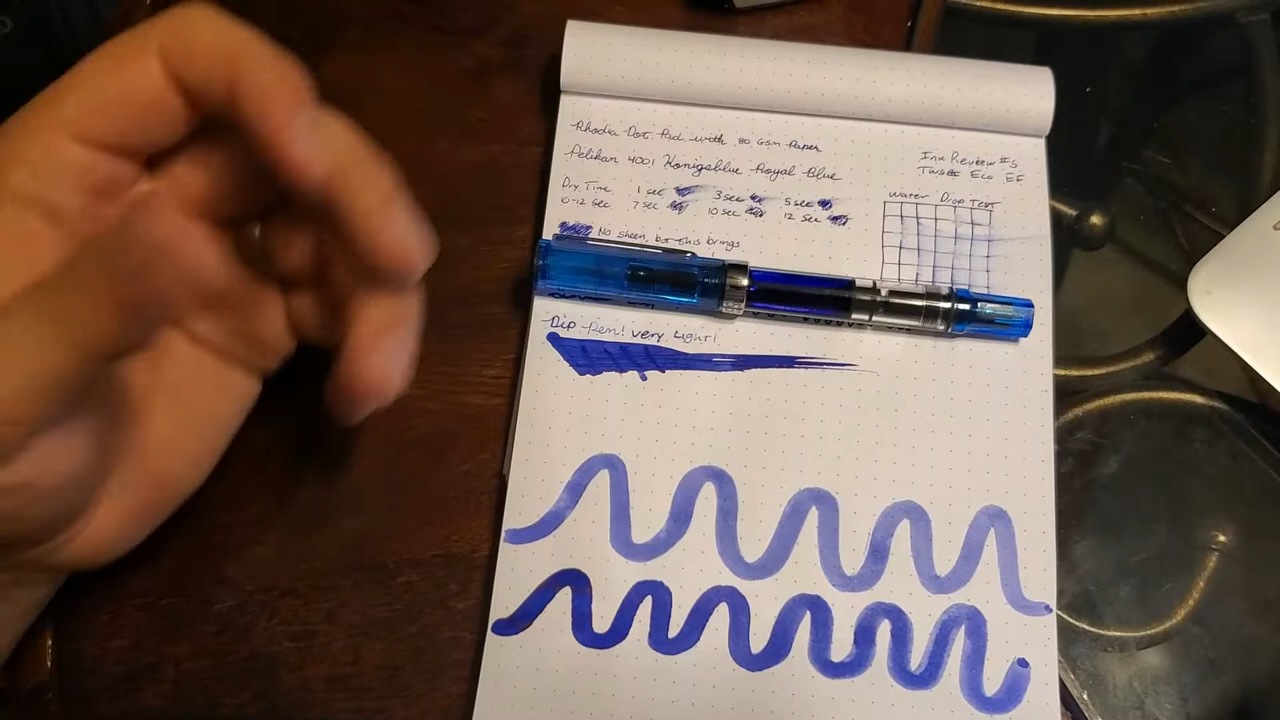 Rhodia Dot Pad with 80 GSM Paper
Pelikan 4001 Konigsblue Royal Blue
Ink Review #5
Twsbi Eco EF
Dry Time 1 sec 3 sec 5 sec
10-12 sec 7 sec 10 sec 12 sec
Water Drop Test
No sheen, but this brings
Dip Pen! very Light!